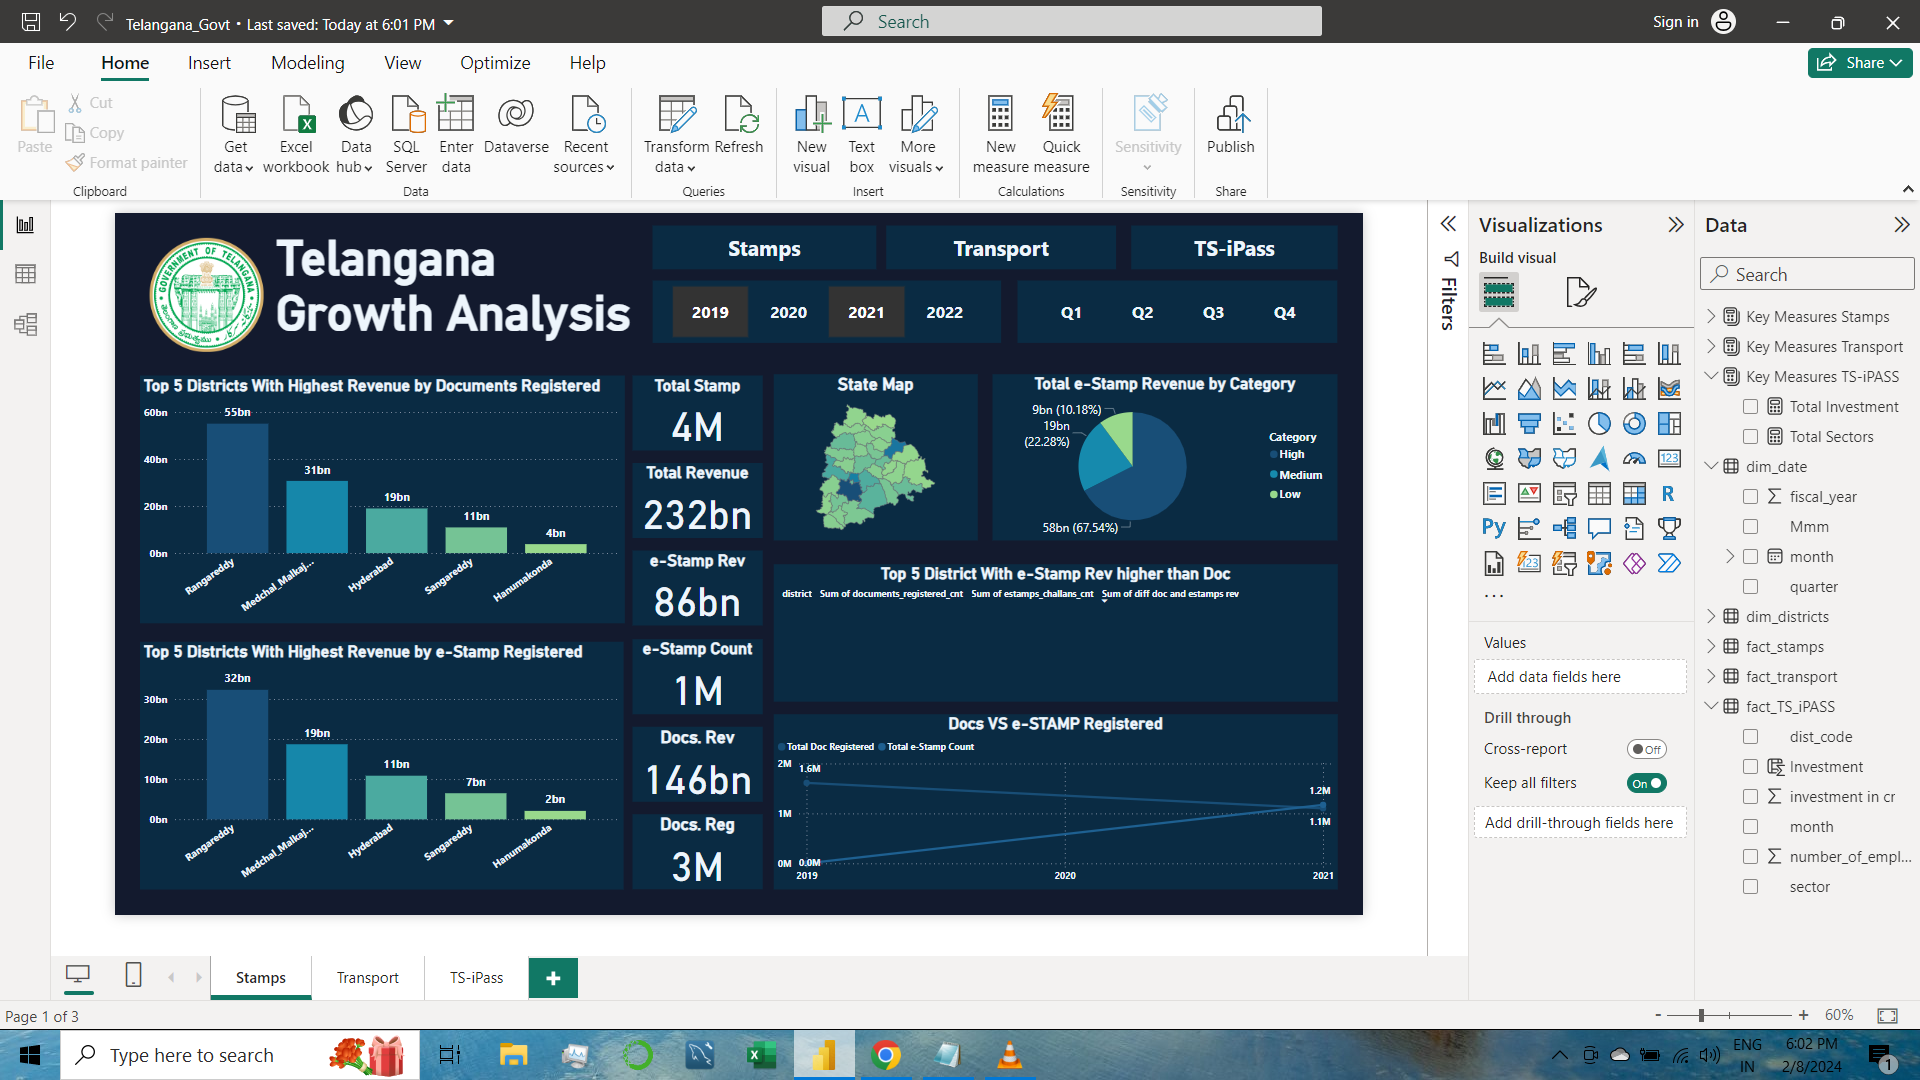 Telangana_Govt • Last saved: Today at 6:01 PM
Search
Sign in
File
Home
Insert
Modeling
View
Optimize
Help
Share
Paste
Cut
Copy
Format painter
Clipboard
Get data
Excel workbook
Data hub
SQL Server
Enter data
Dataverse
Recent sources
Data
Transform data
Refresh
Queries
New visual
Text box
More visuals
Insert
New measure
Quick measure
Calculations
Sensitivity
Sensitivity
Publish
Share
GOVERNMENT OF TELANGANA
Telangana
Growth Analysis
Stamps
Transport
TS-iPass
2019
2020
2021
2022
Q1
Q2
Q3
Q4
Top 5 Districts With Highest Revenue by Documents Registered
60bn
40bn
20bn
0bn
55bn
31bn
19bn
11bn
4bn
Rangareddy
Medchal_Malkaj...
Hyderabad
Sangareddy
Hanumakonda
Top 5 Districts With Highest Revenue by e-Stamp Registered
30bn
20bn
10bn
0bn
32bn
19bn
11bn
7bn
2bn
Rangareddy
Medchal_Malkaj...
Hyderabad
Sangareddy
Hanumakonda
Total Stamp
4M
Total Revenue
232bn
e-Stamp Rev
86bn
e-Stamp Count
1M
Docs. Rev
146bn
Docs. Reg
3M
State Map
Total e-Stamp Revenue by Category
9bn (10.18%)
19bn
(22.28%)
58bn (67.54%)
Category
High
Medium
Low
Top 5 District With e-Stamp Rev higher than Doc
district Sum of documents_registered_cnt Sum of estamps_challans_cnt Sum of diff doc and estamps rev
Docs VS e-STAMP Registered
Total Doc Registered Total e-Stamp Count
2M
1M
0M
1.6M
0.0M
1.2M
1.1M
2019
2020
2021
Filters
Visualizations
Build visual
123
R
Py
123
...
Values
Add data fields here
Drill through
Cross-report
Off
Keep all filters
On
Add drill-through fields here
Data
Search
Key Measures Stamps
Key Measures Transport
Key Measures TS-iPASS
Total Investment
Total Sectors
dim_date
fiscal_year
Mmm
month
quarter
dim_districts
fact_stamps
fact_transport
fact_TS_iPASS
dist_code
Investment
investment in cr
month
number_of_empl...
sector
Stamps
Transport
TS-iPass
Page 1 of 3
60%
Type here to search
ENG
IN
6:02 PM
2/8/2024
1